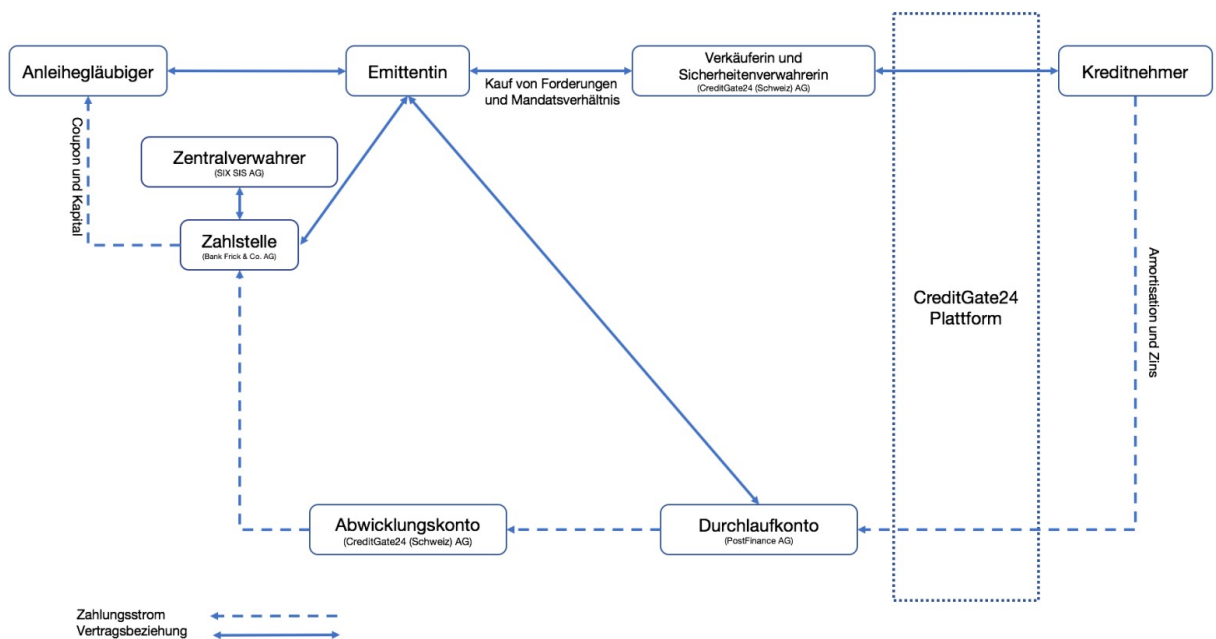 Anleihegläubiger
Emittentin
Verkäuferin und
Sicherheitenverwahrerin
(CreditGate24 (Schweiz) AG)
Kreditnehmer
Kauf von Forderungen
und Mandatsverhältnis
Coupon und Kapital
Zentralverwahrer
(SIX SIS AG)
Zahlstelle
(Bank Frick & Co. AG)
CreditGate24
Plattform
Amortisation und Zins
Abwicklungskonto
(CreditGate24 (Schweiz) AG)
Durchlaufkonto
(PostFinance AG)
Zahlungsstrom
Vertragsbeziehung